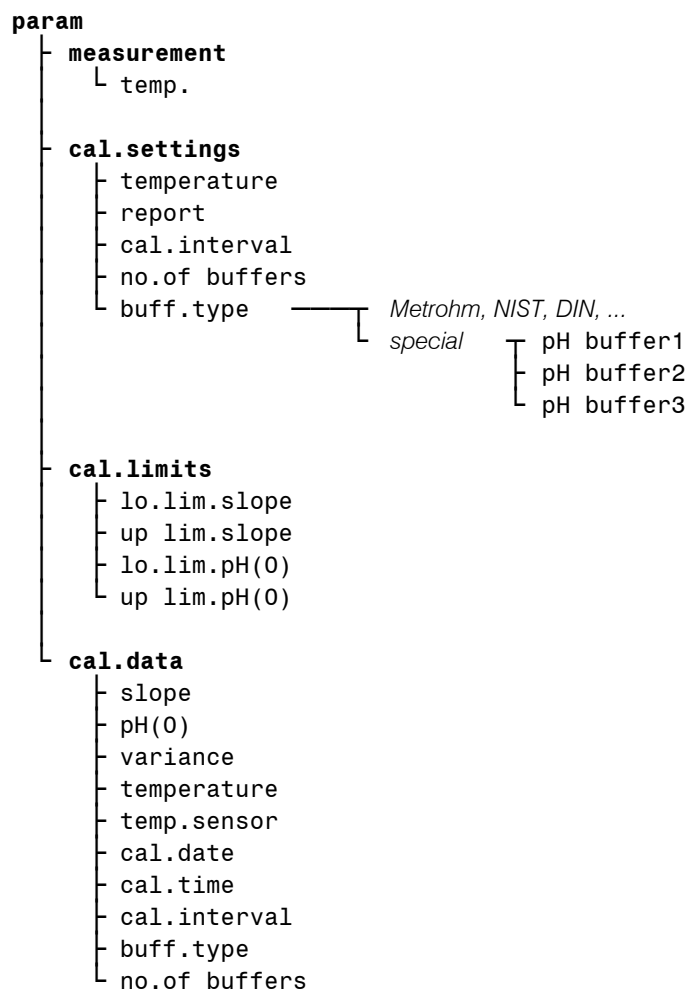 param
measurement
temp.
cal.settings
temperature
report
cal.interval
no.of buffers
buff.type Metrohm, NIST, DIN, ...
special pH buffer1
pH buffer2
pH buffer3
cal.limits
lo.lim.slope
up lim.slope
lo.lim.pH(O)
up lim.pH(O)
cal.data
slope
pH(O)
variance
temperature
temp.sensor
cal.date
cal.time
cal.interval
buff.type
no.of buffers